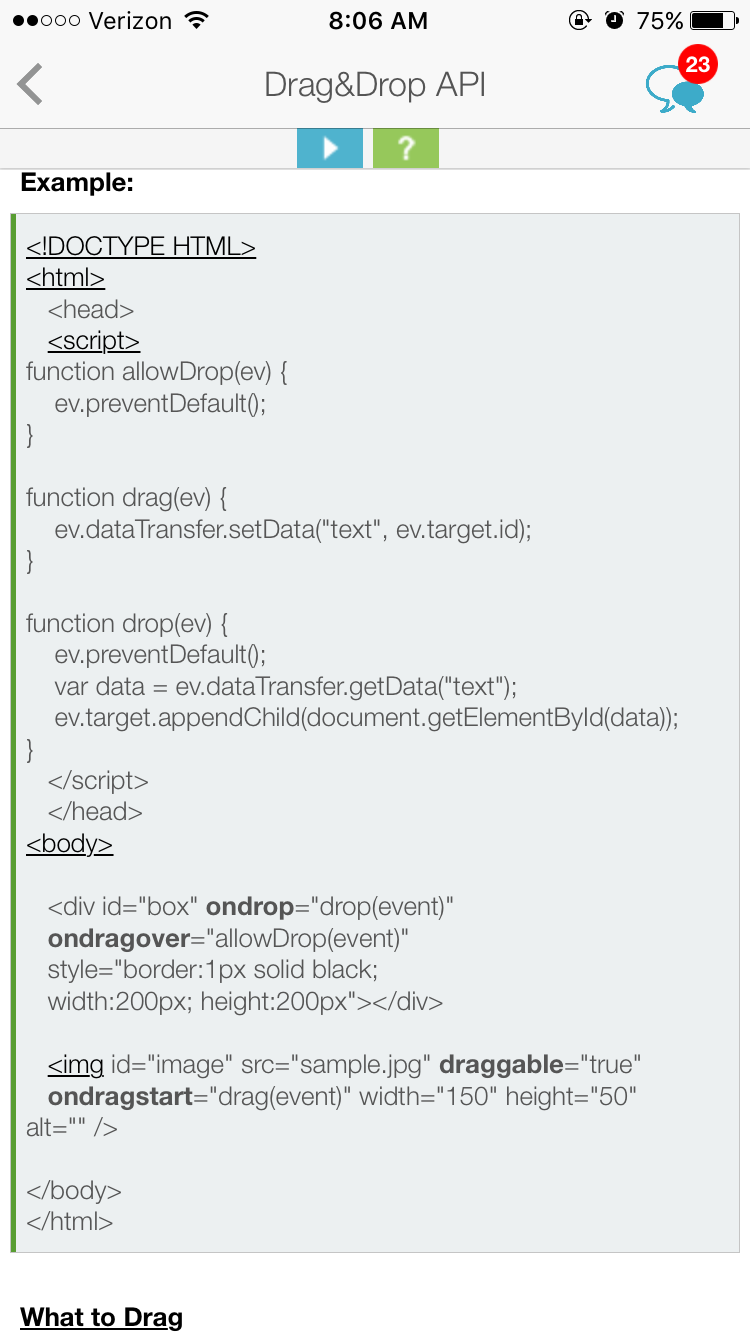 Verizon 8:06 AM 75%
Drag&Drop API 23
?
Example:
<!DOCTYPE HTML>
<html>
<head>
<script>
function allowDrop(ev) {
ev.preventDefault();
}
function drag(ev) {
ev.dataTransfer.setData("text", ev.target.id);
}
function drop(ev) {
ev.preventDefault();
var data = ev.dataTransfer.getData("text");
ev.target.appendChild(document.getElementById(data));
}
</script>
</head>
<body>
<div id="box" ondrop="drop(event)"
ondragover="allowDrop(event)"
style="border:1px solid black;
width:200px; height:200px"></div>
<img id="image" src="sample.jpg" draggable="true"
ondragstart="drag(event)" width="150" height="50"
alt="" />
</body>
</html>
What to Drag